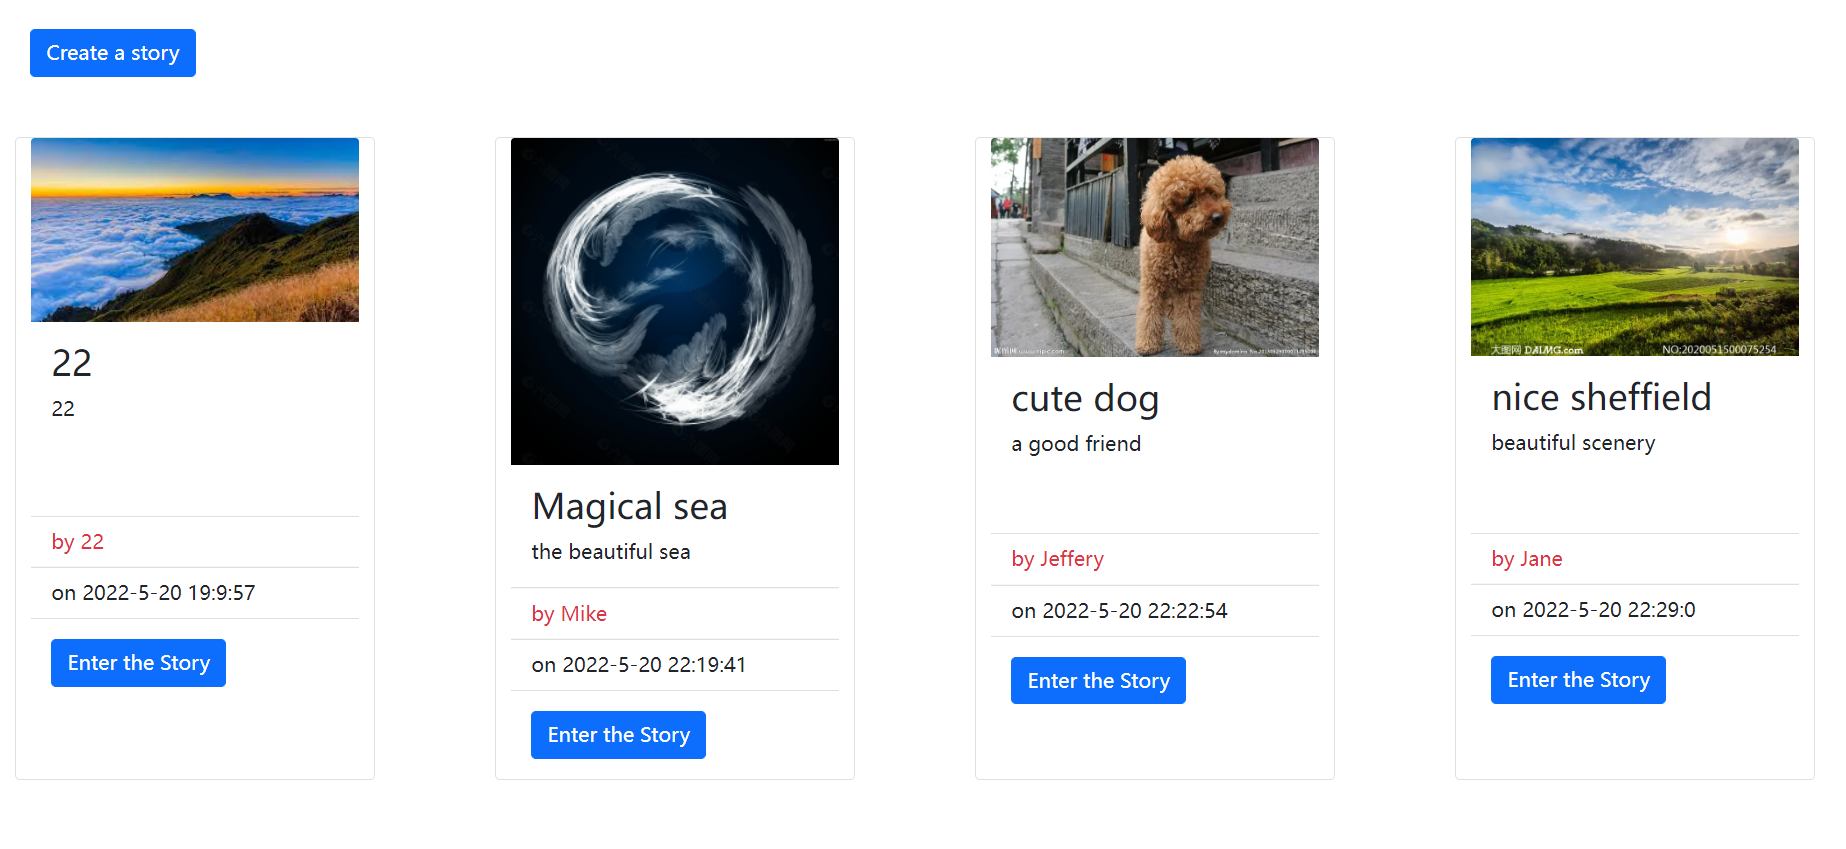 Create a story
22
22
by 22
on 2022-5-20 19:9:57
Enter the Story
Magical sea
the beautiful sea
by Mike
on 2022-5-20 22:19:41
Enter the Story
cute dog
a good friend
by Jeffery
on 2022-5-20 22:22:54
Enter the Story
大图网 DAIMG.com
NO:2020051500075254
nice sheffield
beautiful scenery
by Jane
on 2022-5-20 22:29:0
Enter the Story